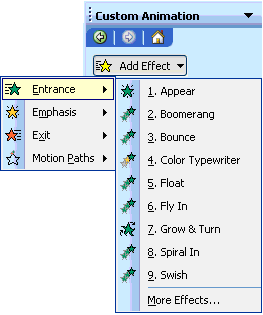 Custom Animation
Add Effect
Entrance
Emphasis
Exit
Motion Paths
1. Appear
2. Boomerang
3. Bounce
4. Color Typewriter
5. Float
6. Fly In
7. Grow & Turn
8. Spiral In
9. Swish
More Effects...